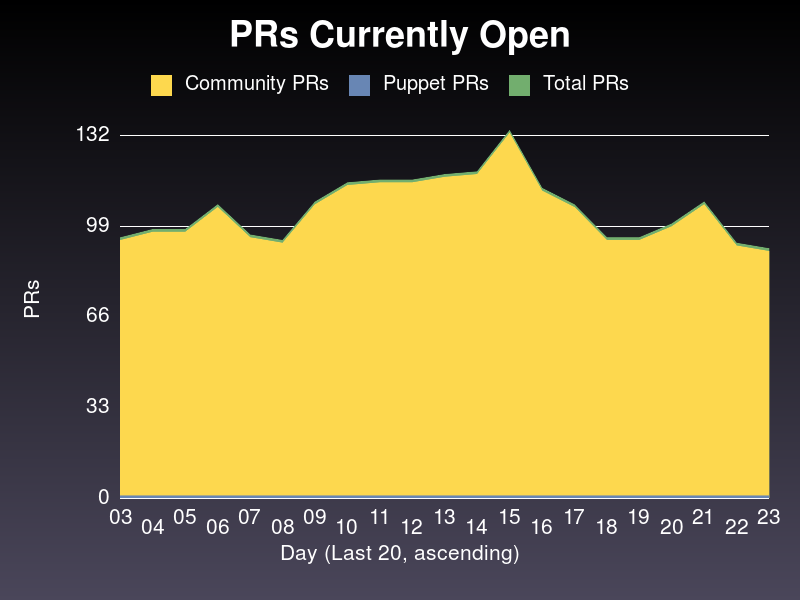 PRs Currently Open
Community PRs Puppet PRs Total PRs
132
99
66
33
0
PRs
03 04 05 06 07 08 09 10 11 12 13 14 15 16 17 18 19 20 21 22 23
Day (Last 20, ascending)